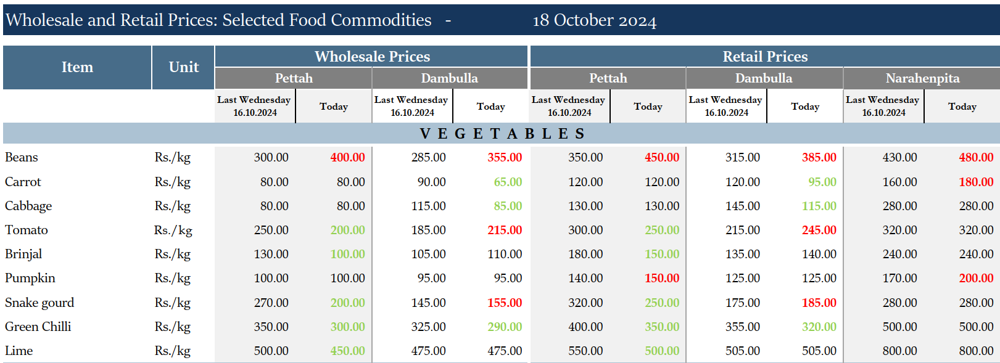 Wholesale and Retail Prices: Selected Food Commodities - 18 October 2024
Item Unit Wholesale Prices Retail Prices
Pettah Dambulla Pettah Dambulla Narahenpita
Last Wednesday 16.10.2024 Today Last Wednesday 16.10.2024 Today Last Wednesday 16.10.2024 Today Last Wednesday 16.10.2024 Today Last Wednesday 16.10.2024 Today
VEGETABLES
Beans Rs./kg 300.00 400.00 285.00 355.00 350.00 450.00 315.00 385.00 430.00 480.00
Carrot Rs./kg 80.00 80.00 90.00 65.00 120.00 120.00 120.00 95.00 160.00 180.00
Cabbage Rs./kg 80.00 80.00 115.00 85.00 130.00 130.00 145.00 115.00 280.00 280.00
Tomato Rs./kg 250.00 200.00 185.00 215.00 300.00 250.00 215.00 245.00 320.00 320.00
Brinjal Rs./kg 130.00 100.00 105.00 110.00 180.00 150.00 135.00 140.00 240.00 240.00
Pumpkin Rs./kg 100.00 100.00 95.00 95.00 140.00 150.00 125.00 125.00 170.00 200.00
Snake gourd Rs./kg 270.00 200.00 145.00 155.00 320.00 250.00 175.00 185.00 280.00 280.00
Green Chilli Rs./kg 350.00 300.00 325.00 290.00 400.00 350.00 355.00 320.00 500.00 500.00
Lime Rs./kg 500.00 450.00 475.00 475.00 550.00 500.00 505.00 505.00 800.00 800.00